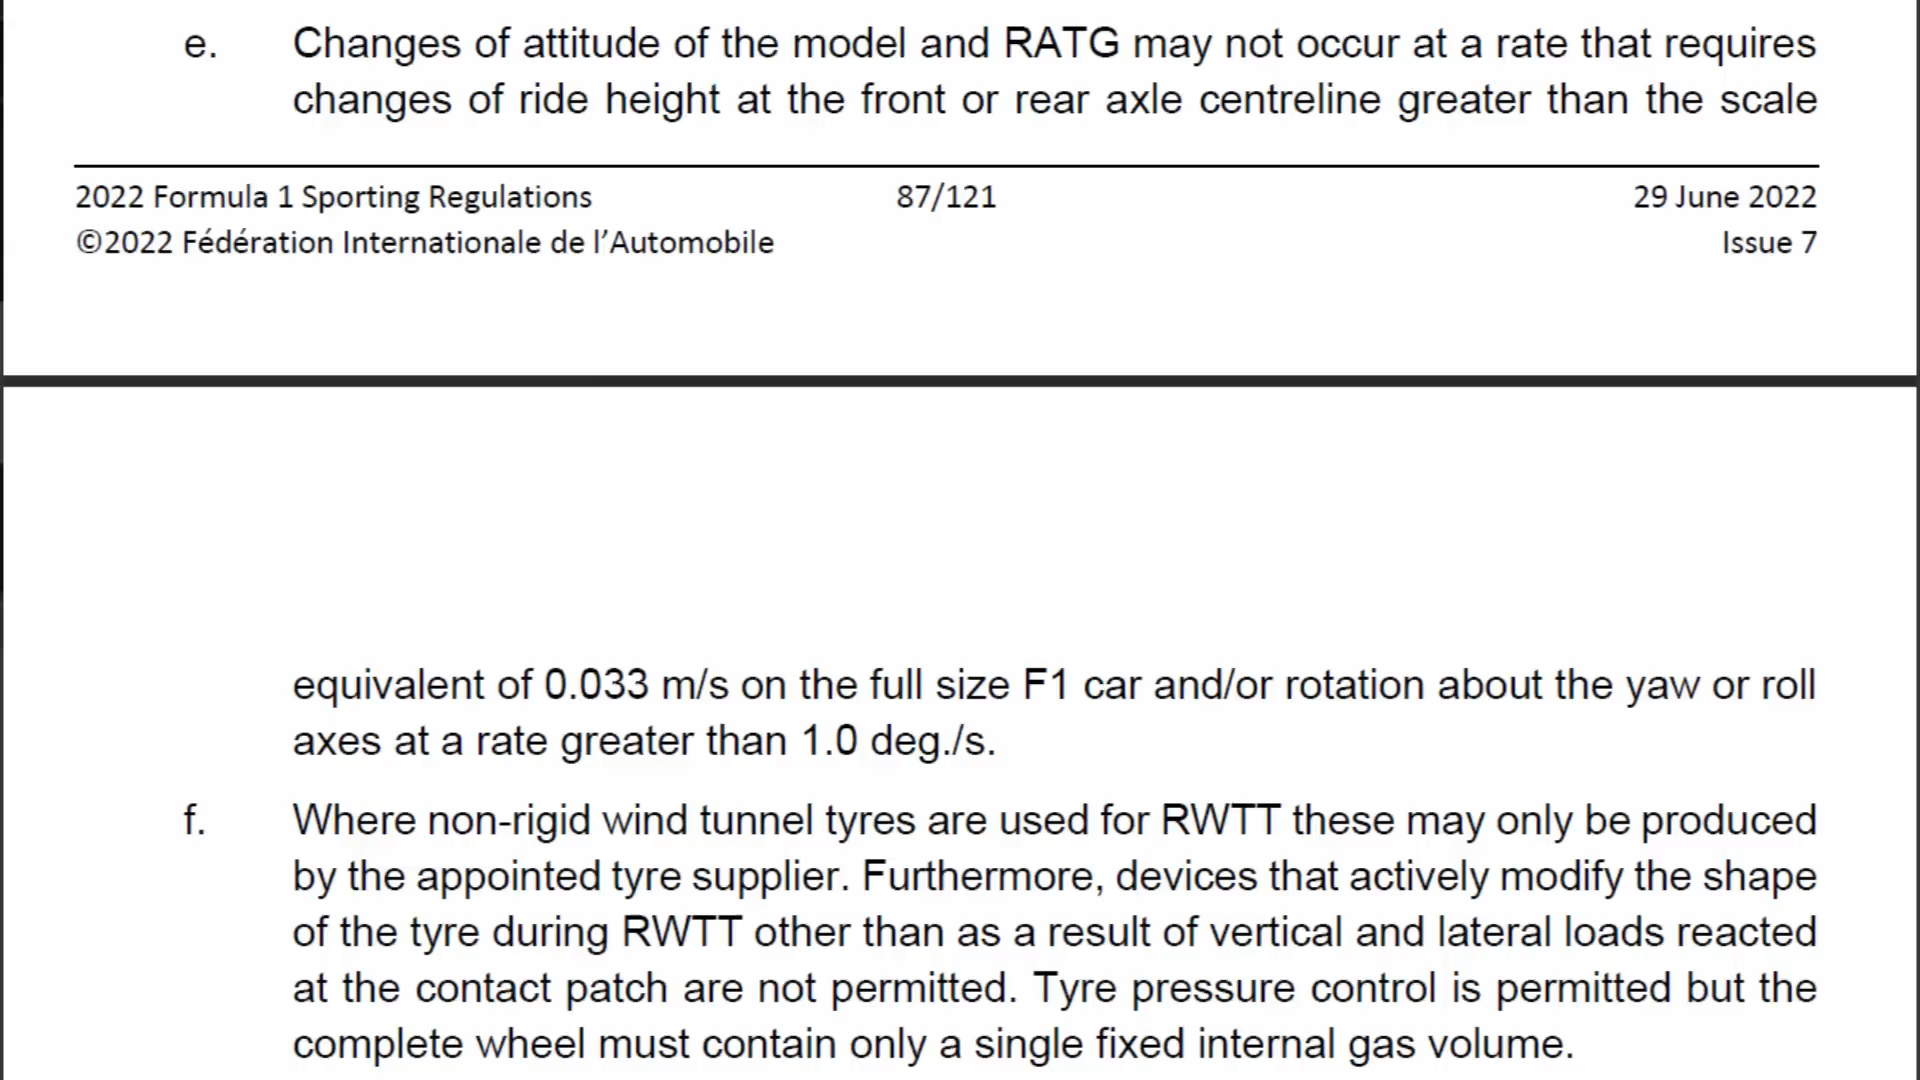 e. Changes of attitude of the model and RATG may not occur at a rate that requires
changes of ride height at the front or rear axle centreline greater than the scale
2022 Formula 1 Sporting Regulations 87/121 29 June 2022
©2022 Fédération Internationale de l’Automobile Issue 7
equivalent of 0.033 m/s on the full size F1 car and/or rotation about the yaw or roll
axes at a rate greater than 1.0 deg./s.
f. Where non-rigid wind tunnel tyres are used for RWTT these may only be produced
by the appointed tyre supplier. Furthermore, devices that actively modify the shape
of the tyre during RWTT other than as a result of vertical and lateral loads reacted
at the contact patch are not permitted. Tyre pressure control is permitted but the
complete wheel must contain only a single fixed internal gas volume.